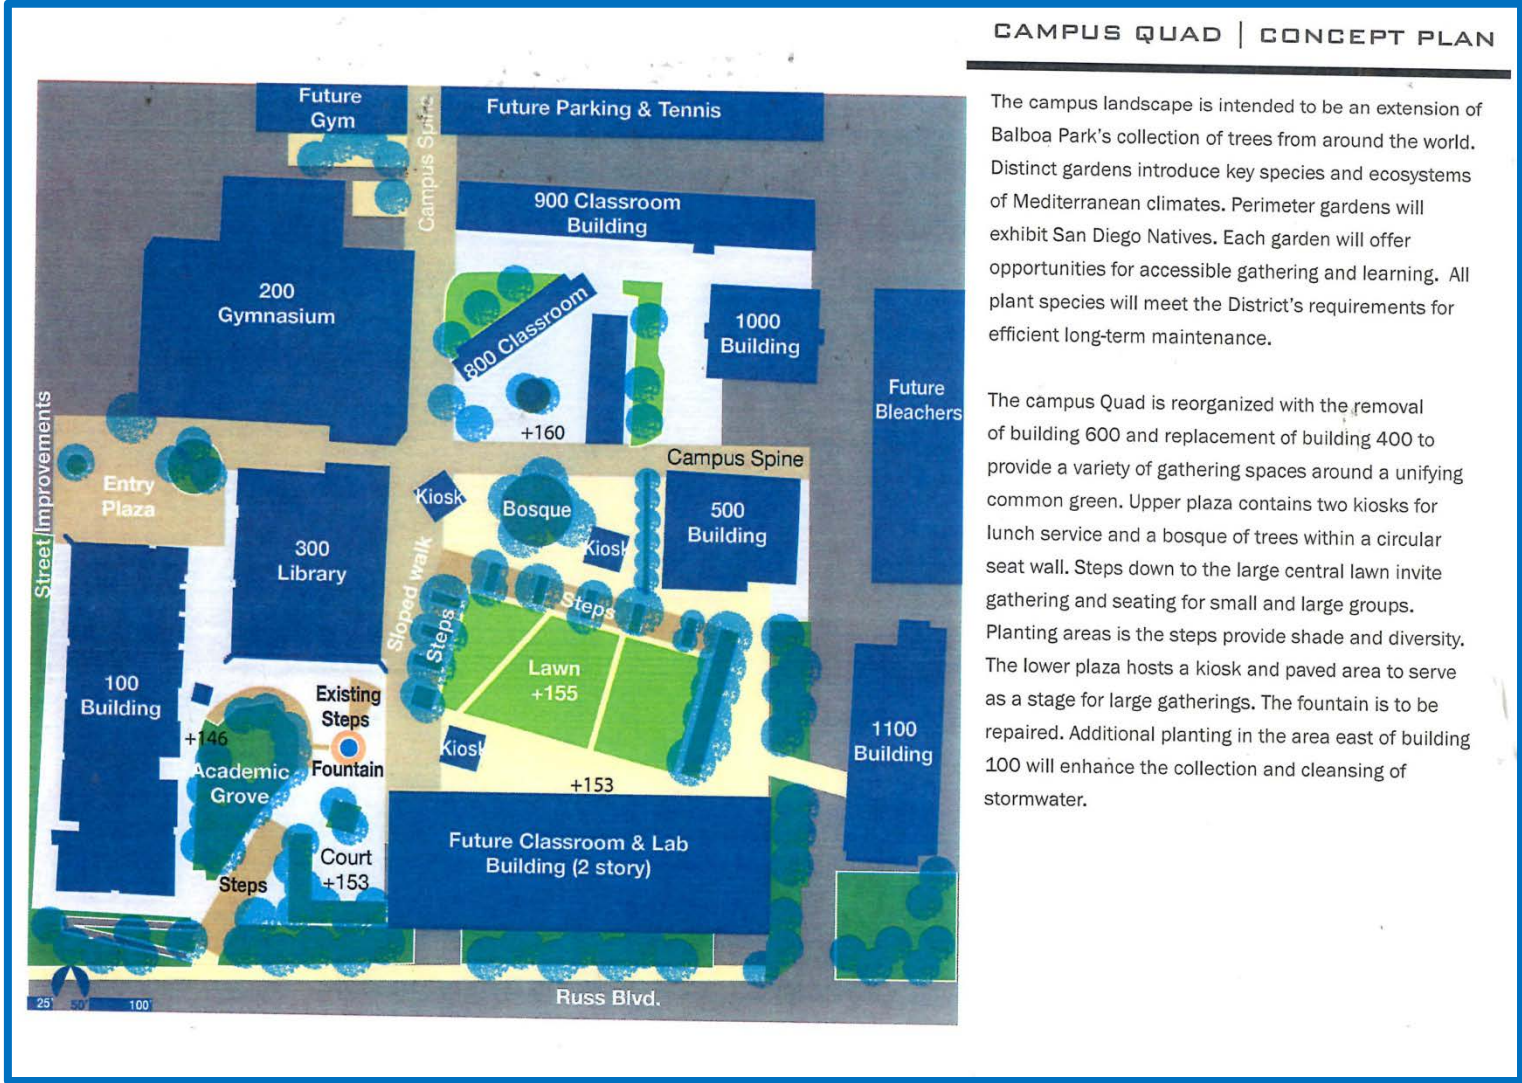 CAMPUS QUAD | CONCEPT PLAN
The campus landscape is intended to be an extension of
Balboa Park's collection of trees from around the world.
Distinct gardens introduce key species and ecosystems
of Mediterranean climates. Perimeter gardens will
exhibit San Diego Natives. Each garden will offer
opportunities for accessible gathering and learning. All
plant species will meet the District's requirements for
efficient long-term maintenance.
The campus Quad is reorganized with the removal
of building 600 and replacement of building 400 to
provide a variety of gathering spaces around a unifying
common green. Upper plaza contains two kiosks for
lunch service and a bosque of trees within a circular
seat wall. Steps down to the large central lawn invite
gathering and seating for small and large groups.
Planting areas is the steps provide shade and diversity.
The lower plaza hosts a kiosk and paved area to serve
as a stage for large gatherings. The fountain is to be
repaired. Additional planting in the area east of building
100 will enhance the collection and cleansing of
stormwater.
Future
Gym
Campus Spine
Future Parking & Tennis
900 Classroom
Building
200
Gymnasium
800 Classroom
1000
Building
Future
Bleachers
+160
Campus Spine
Street Improvements
Entry
Plaza
Kiosk
Bosque
Kiosk
500
Building
300
Library
Sloped walk
Steps
Steps
Lawn
+155
100
Building
Existing
Steps
+146
Fountain
Academic
Grove
Kiosk
1100
Building
+153
Future Classroom & Lab
Building (2 story)
Court
+153
Steps
Russ Blvd.
25' 50' 100'